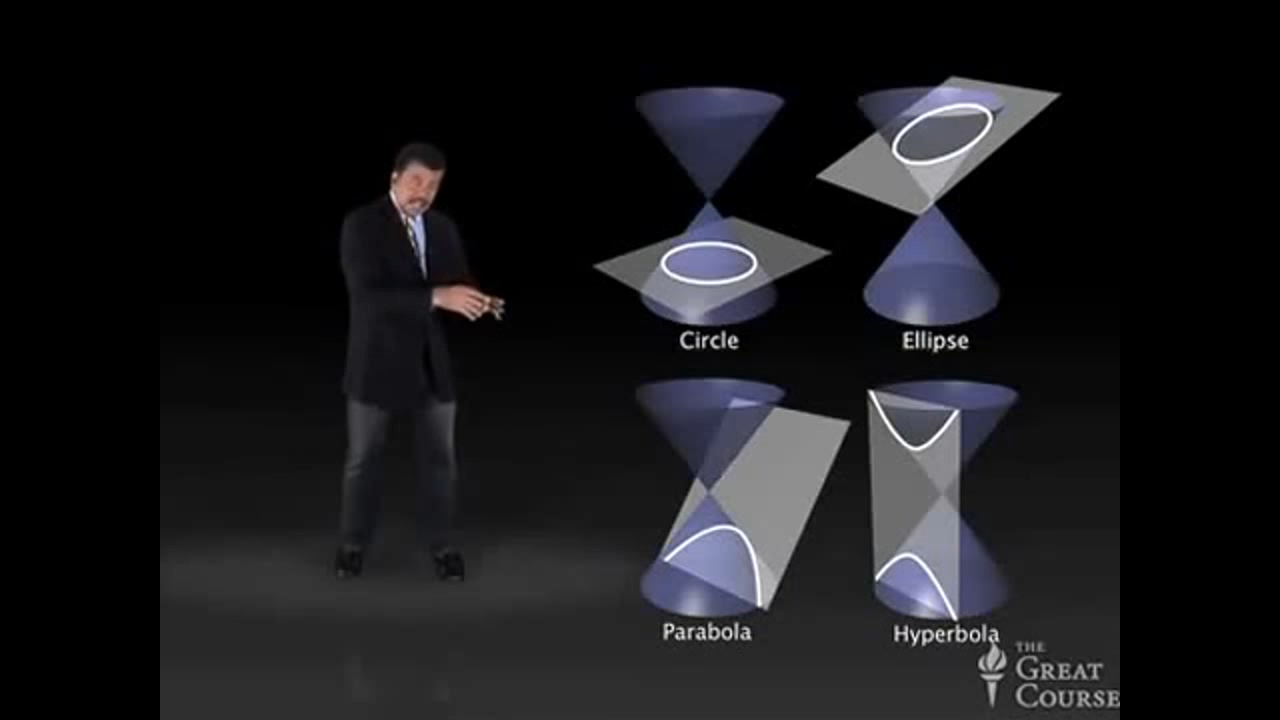 Circle
Ellipse
Parabola
Hyperbola
THE
GREAT
COURSE